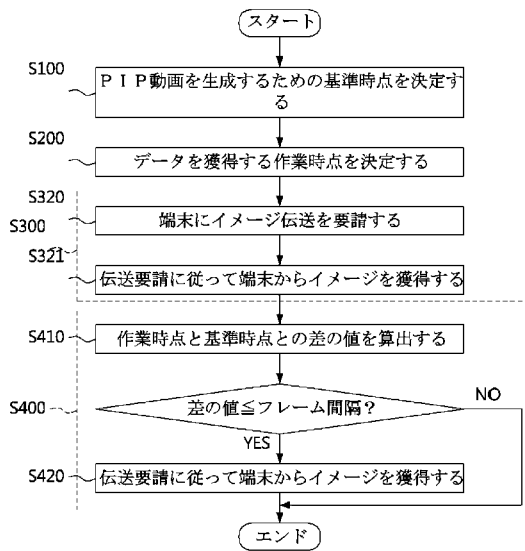 スタート
S100
ＰＩＰ動画を生成するための基準時点を決定す
る
S200
データを獲得する作業時点を決定する
S320
端末にイメージ伝送を要請する
S300
S321
伝送要請に従って端末からイメージを獲得する
S410
作業時点と基準時点との差の値を算出する
S400
差の値≦フレーム間隔？
NO
YES
S420
伝送要請に従って端末からイメージを獲得する
エンド